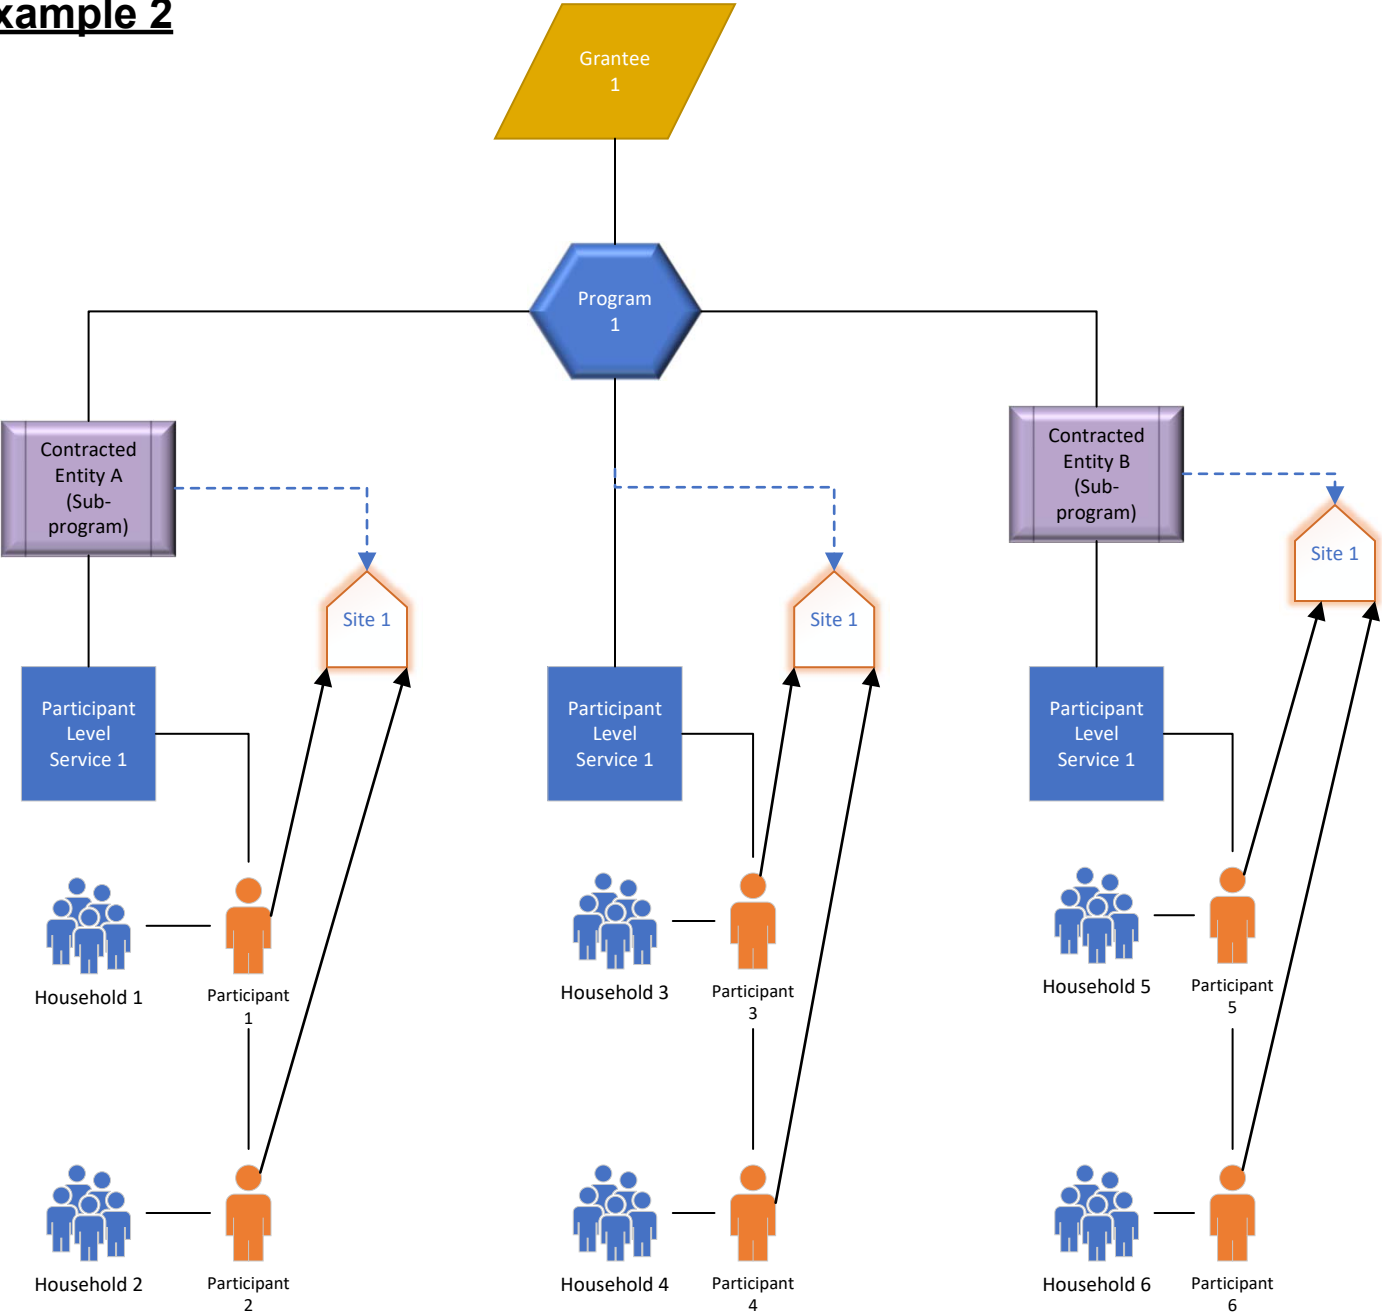 xample 2
Grantee
1
Program
1
Contracted
Entity A
(Sub-
program)
Contracted
Entity B
(Sub-
program)
Site 1
Site 1
Site 1
Participant
Level
Service 1
Participant
Level
Service 1
Participant
Level
Service 1
Household 1
Participant
1
Household 3
Participant
3
Household 5
Participant
5
Household 2
Participant
2
Household 4
Participant
4
Household 6
Participant
6